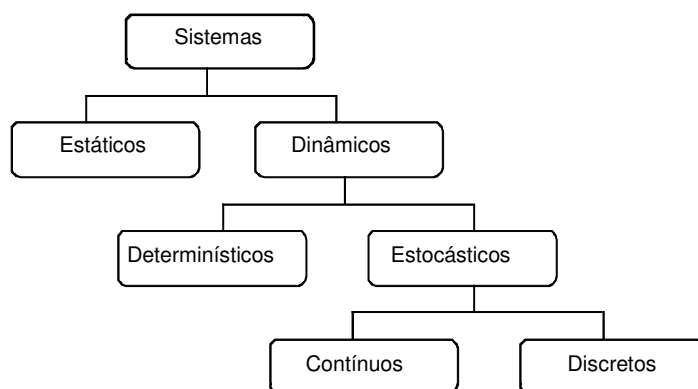 Sistemas
Estáticos
Dinâmicos
Determinísticos
Estocásticos
Contínuos
Discretos